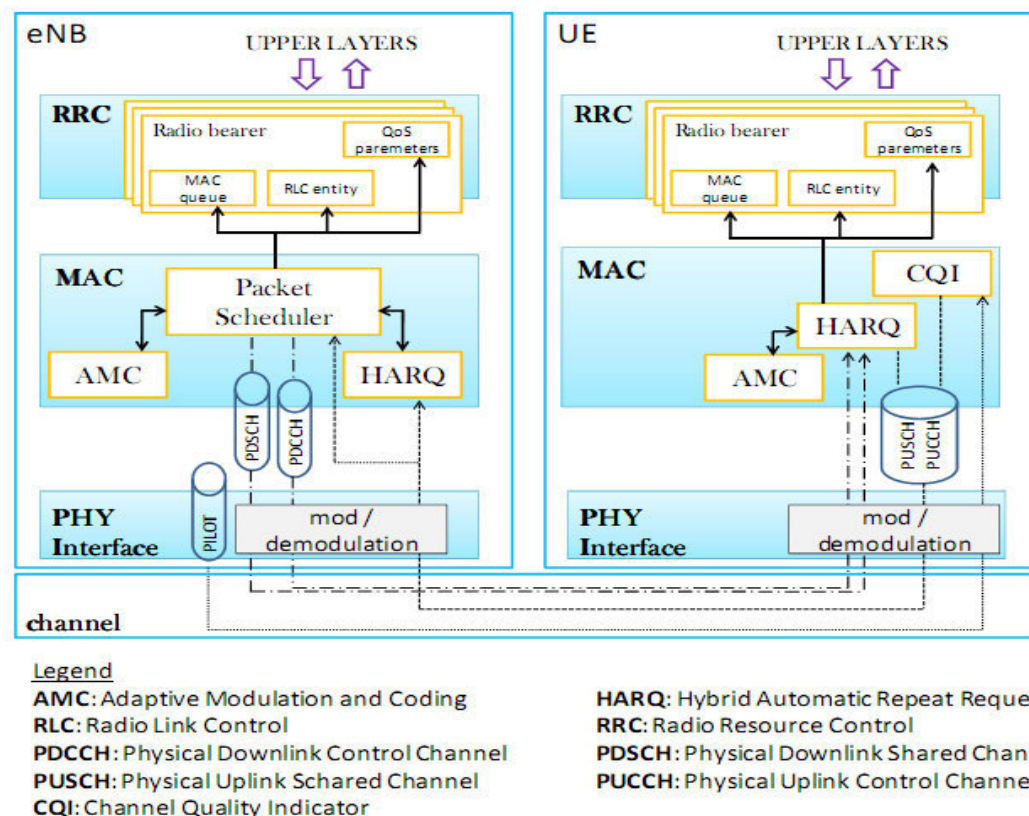 eNB
UPPER LAYERS
RRC
Radio bearer
QoS
paremeters
MAC
queue
RLC entity
MAC
Packet
Scheduler
AMC
HARQ
PDSCH
PDCCH
PILOT
PHY
Interface
mod /
demodulation
UE
UPPER LAYERS
RRC
Radio bearer
QoS
paremeters
MAC
queue
RLC entity
MAC
CQI
HARQ
AMC
PUSCH
PUCCH
PHY
Interface
mod /
demodulation
channel
Legend
AMC: Adaptive Modulation and Coding
RLC: Radio Link Control
PDCCH: Physical Downlink Control Channel
PUSCH: Physical Uplink Schared Channel
CQI: Channel Quality Indicator
HARQ: Hybrid Automatic Repeat Reque
RRC: Radio Resource Control
PDSCH: Physical Downlink Shared Chan
PUCCH: Physical Uplink Control Channe